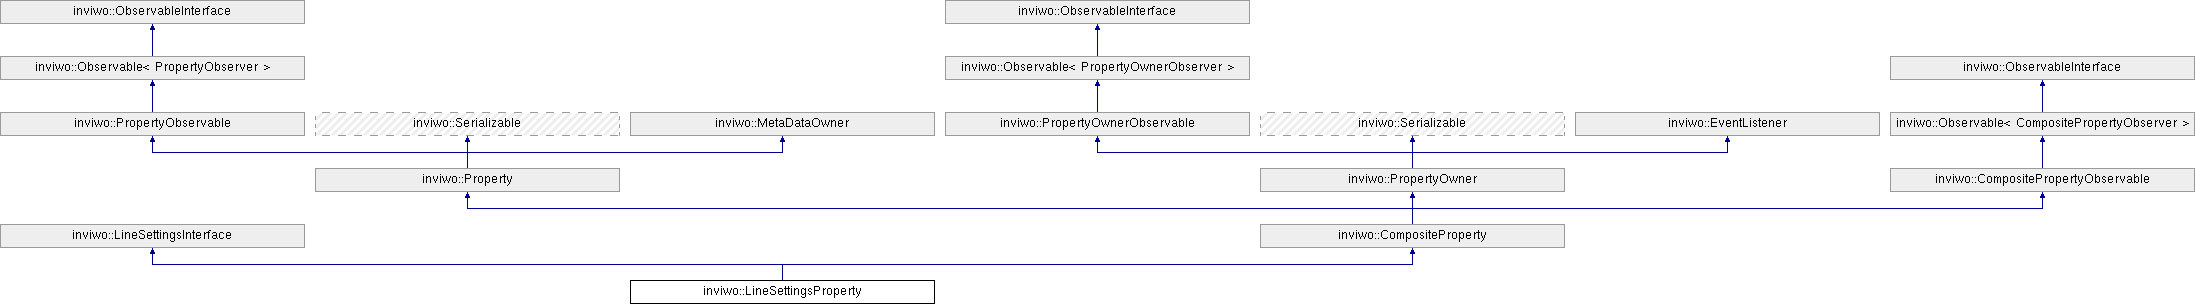 inviwo::ObservableInterface
inviwo::ObservableInterface
inviwo::Observable< PropertyObserver >
inviwo::Observable< PropertyOwnerObserver >
inviwo::ObservableInterface
inviwo::PropertyObservable
inviwo::Serializable
inviwo::MetaDataOwner
inviwo::PropertyOwnerObservable
inviwo::Serializable
inviwo::EventListener
inviwo::Observable< CompositePropertyObserver >
inviwo::Property
inviwo::PropertyOwner
inviwo::CompositePropertyObservable
inviwo::LineSettingsInterface
inviwo::CompositeProperty
inviwo::LineSettingsProperty